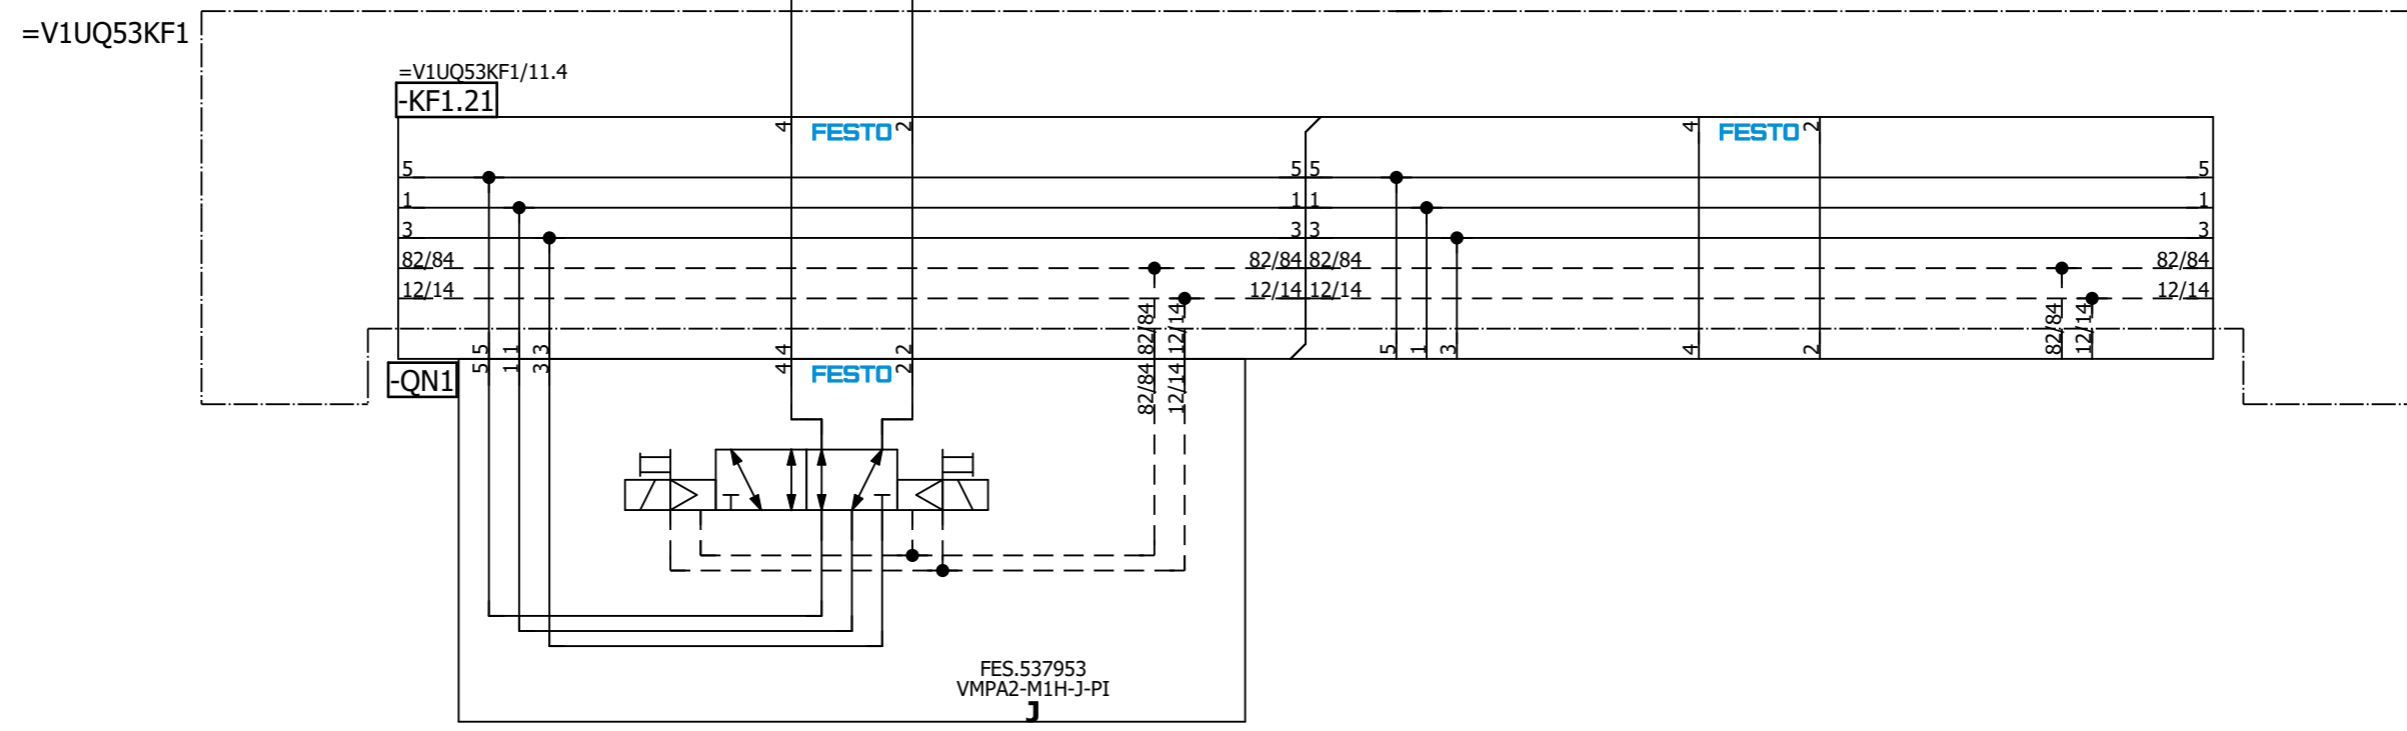 =V1UQ53KF1
=V1UQ53KF1/11.4
-KF1.21
4 FESTO 2 4 FESTO 2
5 5 5 5
1 1 1 1
3 3 3 3
82/84 82/84 82/84 82/84
12/14 12/14 12/14 12/14
5 1 3 4 2 82/84 12/14 5 1 3 4 2 82/84 12/14
-QN1
5 1 3 4 FESTO 2 82/84 12/14
FES.537953
VMPA2-M1H-J-PI
J